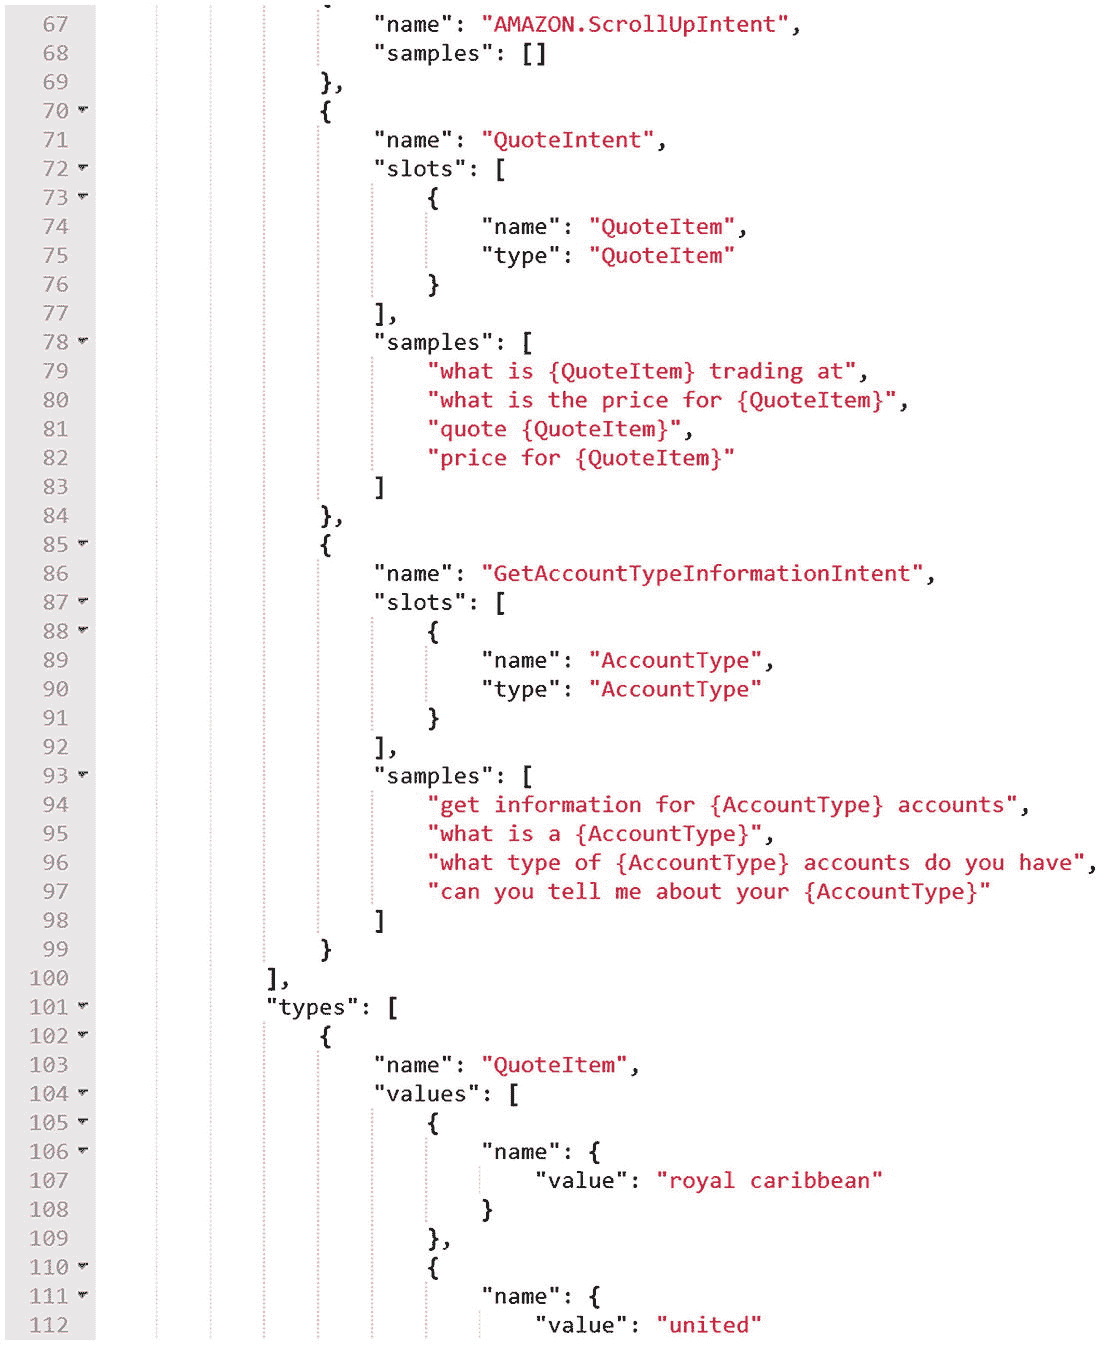 67 "name": "AMAZON.ScrollUpIntent",
68 "samples": []
69 },
70 {
71 "name": "QuoteIntent",
72 "slots": [
73 {
74 "name": "QuoteItem",
75 "type": "QuoteItem"
76 }
77 ],
78 "samples": [
79 "what is {QuoteItem} trading at",
80 "what is the price for {QuoteItem}",
81 "quote {QuoteItem}",
82 "price for {QuoteItem}"
83 ]
84 },
85 {
86 "name": "GetAccountTypeInformationIntent",
87 "slots": [
88 {
89 "name": "AccountType",
90 "type": "AccountType"
91 }
92 ],
93 "samples": [
94 "get information for {AccountType} accounts",
95 "what is a {AccountType}",
96 "what type of {AccountType} accounts do you have",
97 "can you tell me about your {AccountType}"
98 ]
99 }
100 ],
101 "types": [
102 {
103 "name": "QuoteItem",
104 "values": [
105 {
106 "name": {
107 "value": "royal caribbean"
108 }
109 },
110 {
111 "name": {
112 "value": "united"